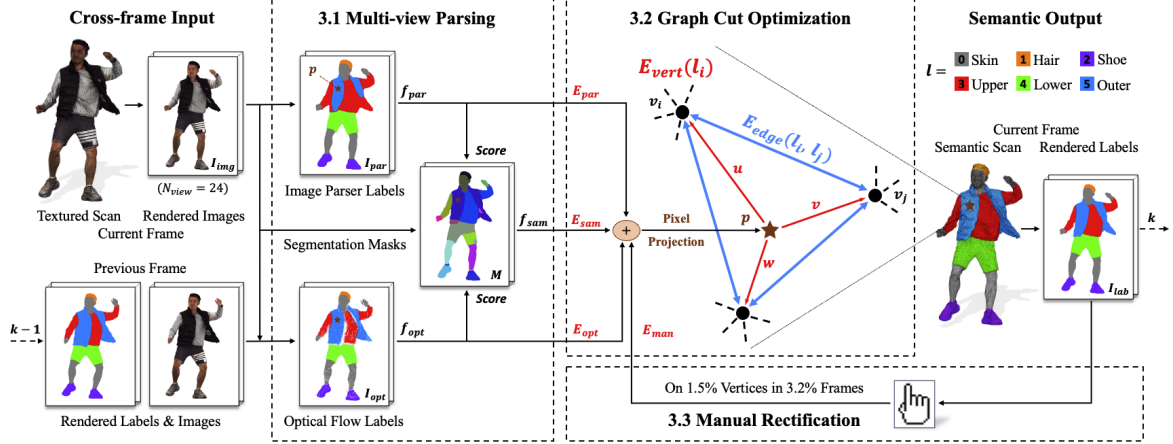 Cross-frame Input
I_img
(N_view = 24)
Textured Scan
Rendered Images
Current Frame
Previous Frame
k − 1
Rendered Labels & Images
3.1 Multi-view Parsing
p
I_par
f_par
Image Parser Labels
Score
Segmentation Masks
M
f_sam
Score
f_opt
I_opt
Optical Flow Labels
3.2 Graph Cut Optimization
E_par
E_sam
E_opt
E_man
+
Pixel
Projection
E_vert(l_i)
v_i
E_edge(l_i, l_j)
u
v
v_j
p
w
Semantic Output
l =
0 Skin
1 Hair
2 Shoe
3 Upper
4 Lower
5 Outer
Current Frame
Semantic Scan
Rendered Labels
k
I_lab
On 1.5% Vertices in 3.2% Frames
3.3 Manual Rectification